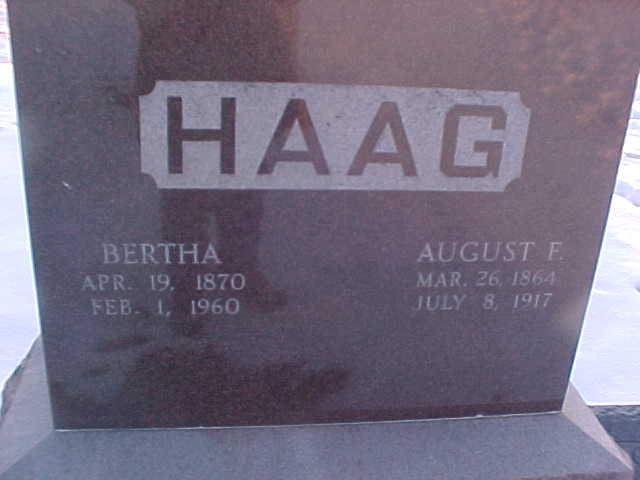 HAAG
BERTHA
APR. 19, 1870
FEB. 1, 1960
AUGUST F.
MAR. 26, 1864
JULY 8, 1917